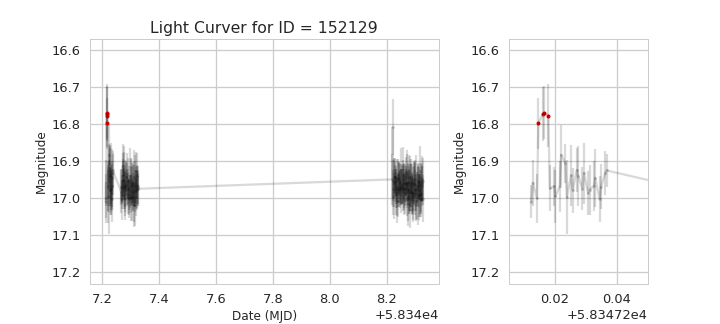 Light Curver for ID = 152129
16.6
16.7
16.8
16.9
17.0
17.1
17.2
Magnitude
7.2 7.4 7.6 7.8 8.0 8.2
Date (MJD)
+5.834e4
16.6
16.7
16.8
16.9
17.0
17.1
17.2
Magnitude
0.02 0.04
+5.83472e4